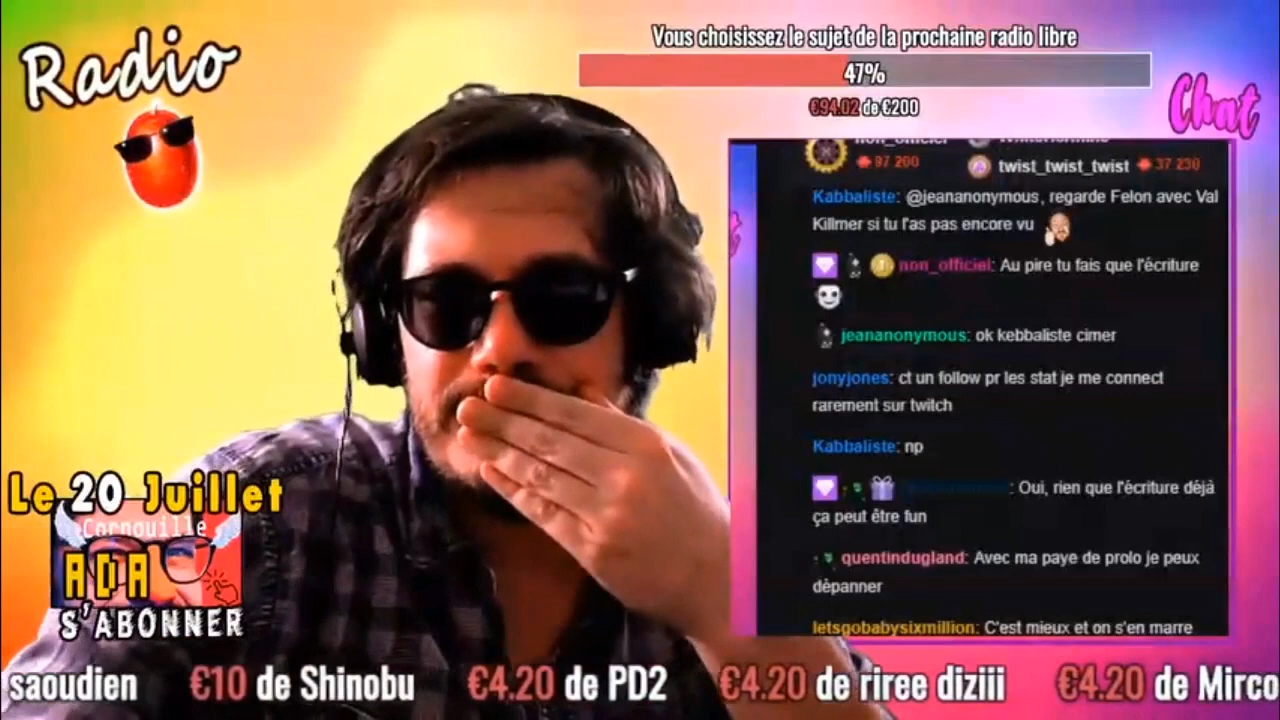 Radio
Vous choisissez le sujet de la prochaine radio libre
47%
€94.02 de €200
Chat
non_officiel
97 200
twist_twist_twist 37 230
Kabbaliste: @jeananonymous, regarde Felon avec Val
Killmer si tu l'as pas encore vu
non_officiel: Au pire tu fais que l'écriture
jeananonymous: ok kebbaliste cimer
jonyjones: ct un follow pr les stat je me connect
rarement sur twitch
Kabbaliste: np
: Oui, rien que l'écriture déjà
ça peut être fun
quentindugland: Avec ma paye de prolo je peux
dépanner
letsgobabysixmillion: C'est mieux et on s'en marre
Le 20 Juillet
Cornouille
ADA
S'ABONNER
saoudien €10 de Shinobu €4.20 de PD2 €4.20 de riree diziii €4.20 de Mirco